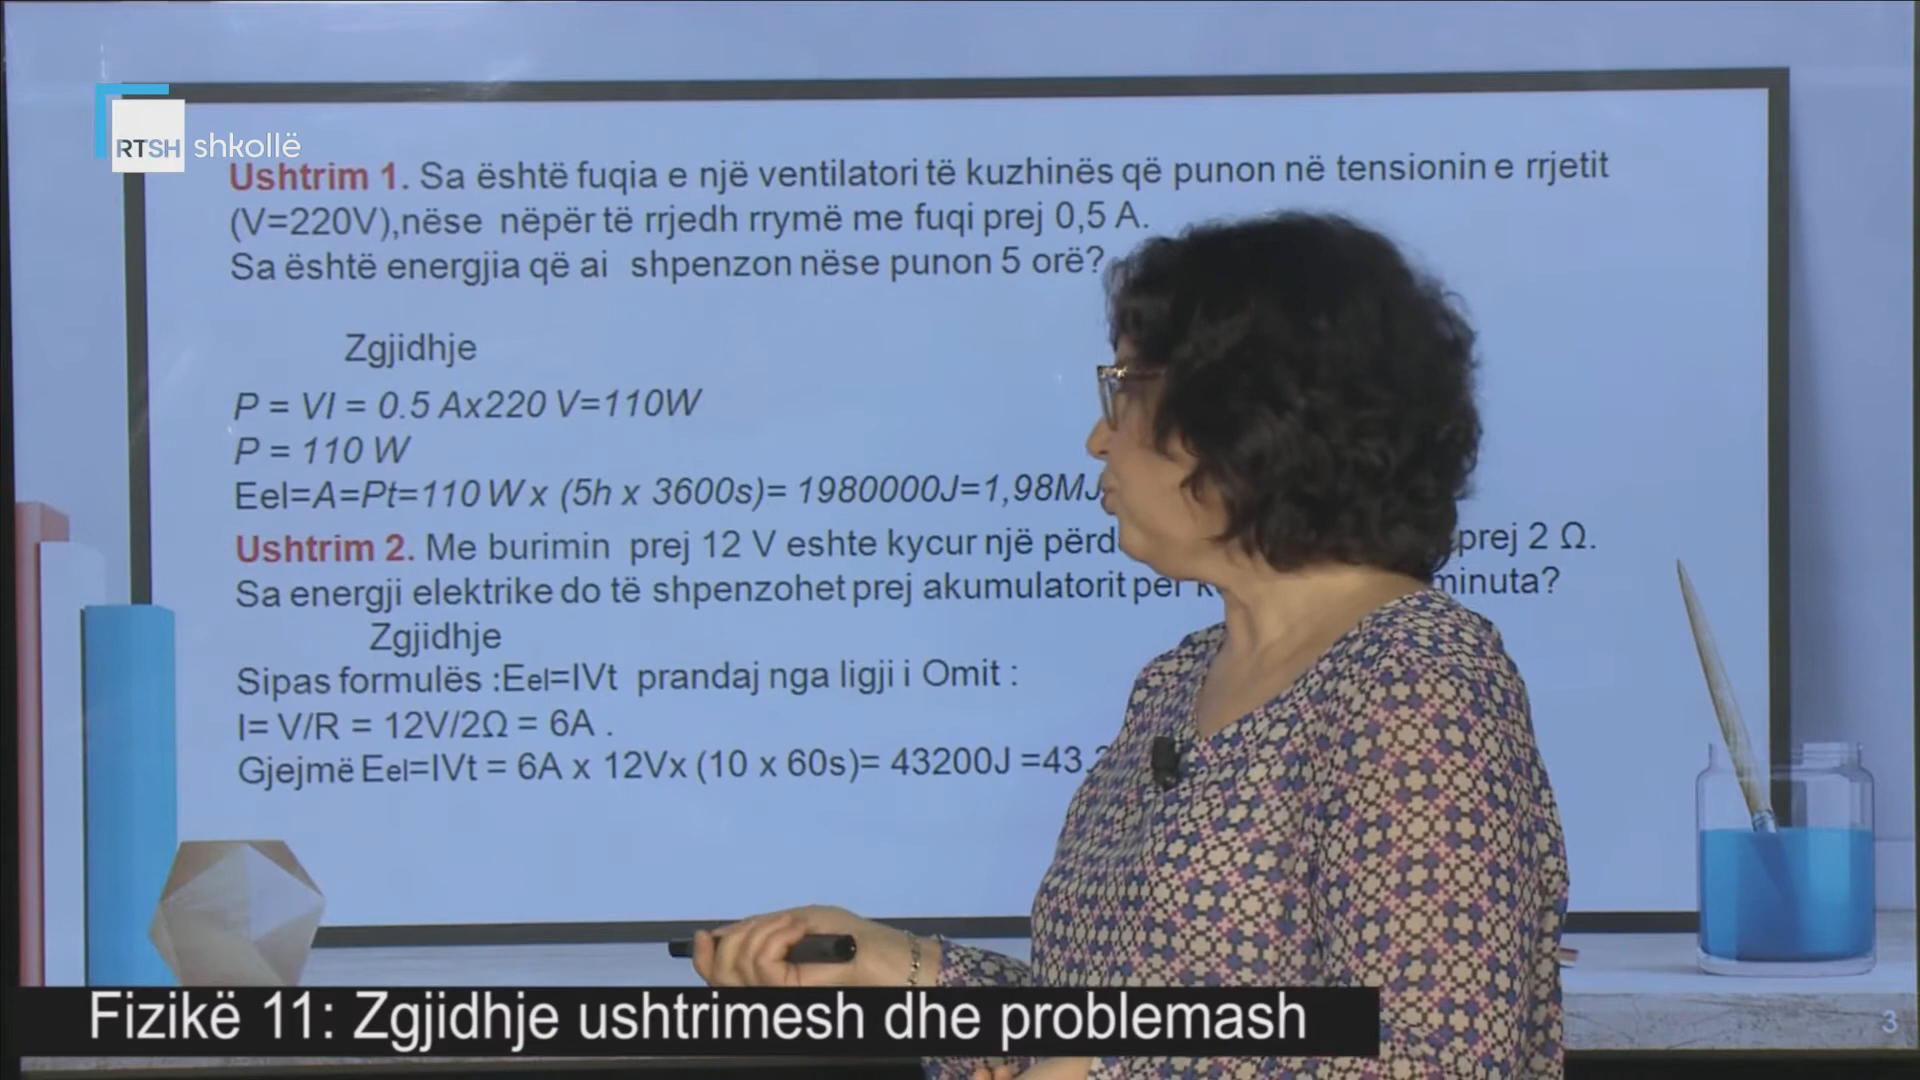 RTSH shkollë
Ushtrim 1. Sa është fuqia e një ventilatori të kuzhinës që punon në tensionin e rrjetit
(V=220V),nëse nëpër të rrjedh rrymë me fuqi prej 0,5 A.
Sa është energjia që ai shpenzon nëse punon 5 orë?
Zgjidhje
P = VI = 0.5 Ax220 V=110W
P = 110 W
Eel=A=Pt=110 W x (5h x 3600s)= 1980000J=1,98MJ
Ushtrim 2. Me burimin prej 12 V eshte kycur një prej 2 Ω.
Sa energji elektrike do të shpenzohet prej akumulatorit për minuta?
Zgjidhje
Sipas formulës :Eel=IVt prandaj nga ligji i Omit :
I= V/R = 12V/2Ω = 6A .
Gjejmë Eel=IVt = 6A x 12Vx (10 x 60s)= 43200J =43,
Fizikë 11: Zgjidhje ushtrimesh dhe problemash
3